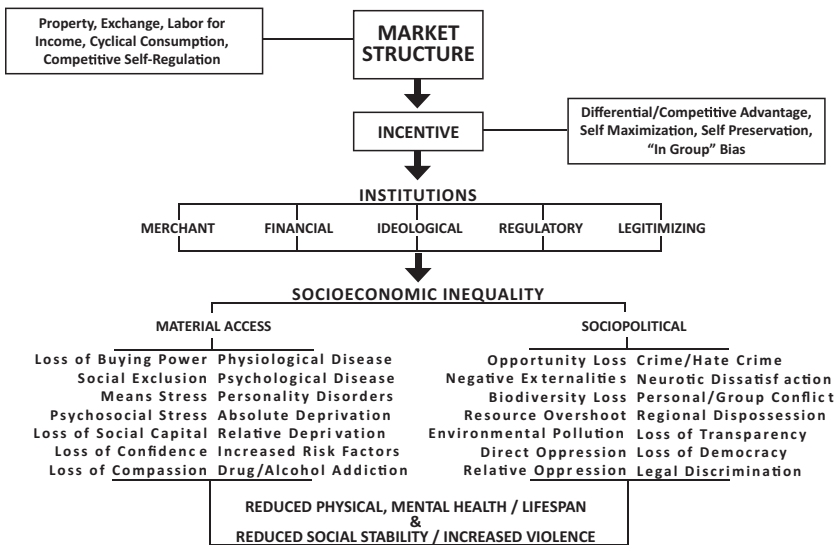 Property, Exchange, Labor for
Income, Cyclical Consumption,
Competitive Self-Regulation
MARKET
STRUCTURE
INCENTIVE
Differential/Competitive Advantage,
Self Maximization, Self Preservation,
“In Group” Bias
INSTITUTIONS
MERCHANT FINANCIAL IDEOLOGICAL REGULATORY LEGITIMIZING
SOCIOECONOMIC INEQUALITY
MATERIAL ACCESS
Loss of Buying Power Physiological Disease
Social Exclusion Psychological Disease
Means Stress Personality Disorders
Psychosocial Stress Absolute Deprivation
Loss of Social Capital Relative Deprivation
Loss of Confidence Increased Risk Factors
Loss of Compassion Drug/Alcohol Addiction
SOCIOPOLITICAL
Opportunity Loss Crime/Hate Crime
Negative Externalities Neurotic Dissatisfaction
Biodiversity Loss Personal/Group Conflict
Resource Overshoot Regional Dispossession
Environmental Pollution Loss of Transparency
Direct Oppression Loss of Democracy
Relative Oppression Legal Discrimination
REDUCED PHYSICAL, MENTAL HEALTH / LIFESPAN
&
REDUCED SOCIAL STABILITY / INCREASED VIOLENCE